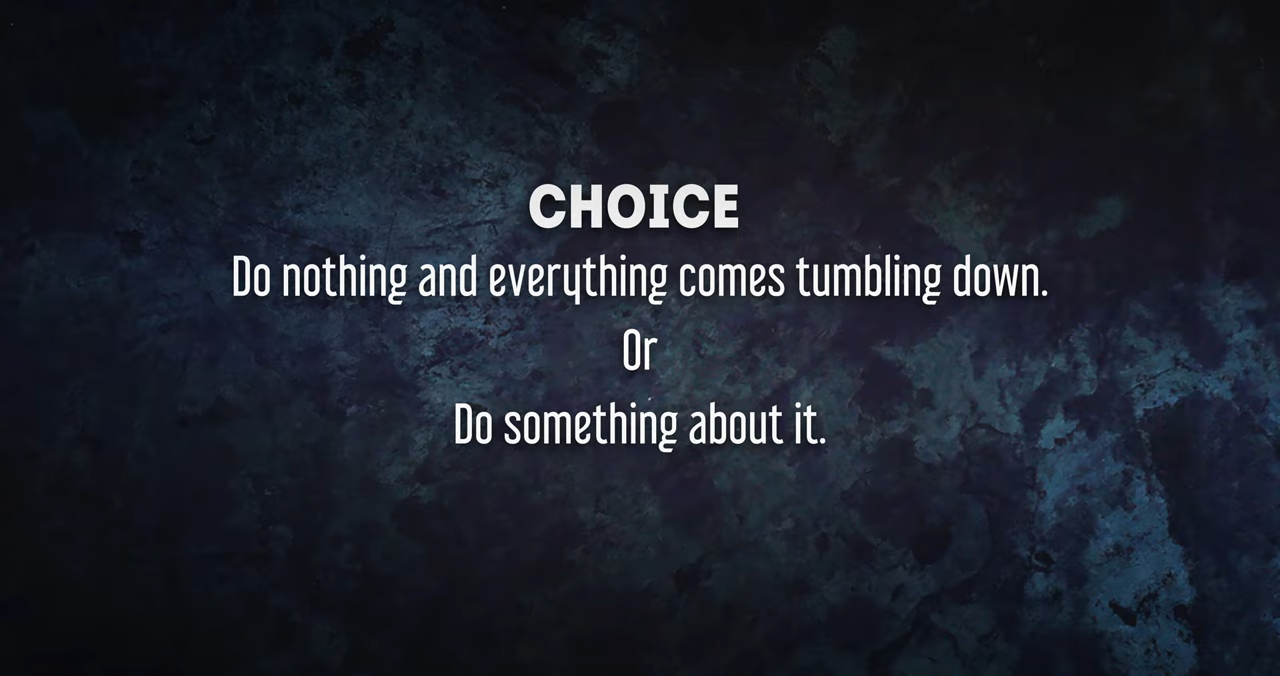 CHOICE
Do nothing and everything comes tumbling down.
Or
Do something about it.